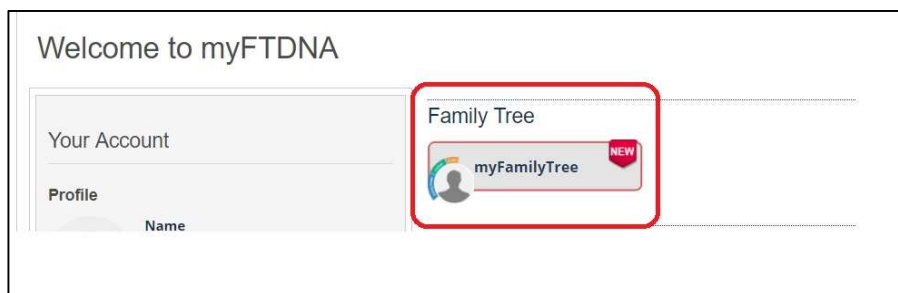 Welcome to myFTDNA
Your Account
Profile
Name
Family Tree
myFamilyTree
NEW